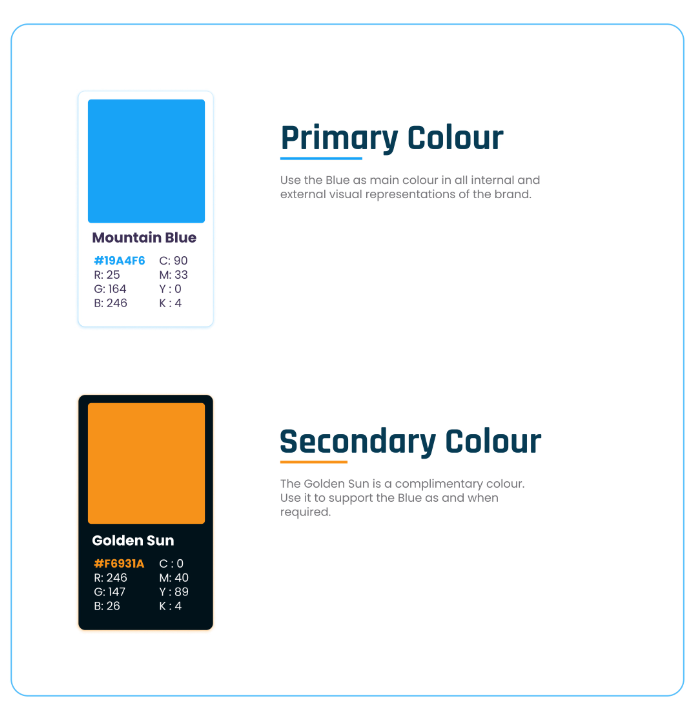 Primary Colour
Use the Blue as main colour in all internal and
external visual representations of the brand.
Mountain Blue
#19A4F6 C: 90
R: 25 M: 33
G: 164 Y : 0
B: 246 K : 4
Secondary Colour
The Golden Sun is a complimentary colour.
Use it to support the Blue as and when
required.
Golden Sun
#F6931A C : 0
R: 246 M: 40
G: 147 Y : 89
B: 26 K : 4